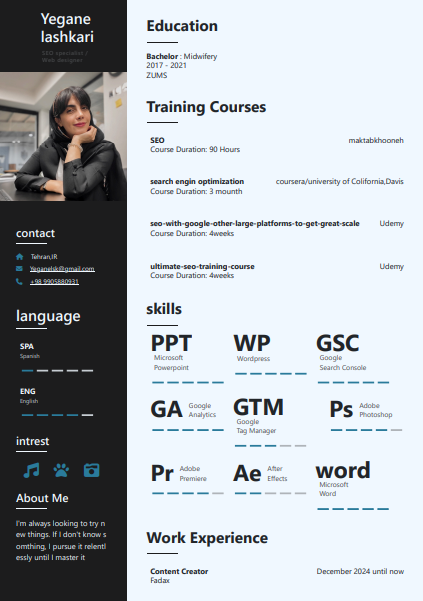 Yegane
lashkari
SEO specialist /
Web designer
contact
Tehran,IR
Yeganelsk@gmail.com
+98 9905880931
language
SPA
Spanish
ENG
English
intrest
About Me
I'm always looking to try n
ew things. If I don't know s
omthing, I pursue it relentl
essly until I master it
Education
Bachelor : Midwifery
2017 - 2021
ZUMS
Training Courses
SEO maktabkhooneh
Course Duration: 90 Hours
search engin optimization coursera/university of Colifornia,Davis
Course Duration: 3 mounth
seo-with-google-other-large-platforms-to-get-great-scale Udemy
Course Duration: 4weeks
ultimate-seo-training-course Udemy
Course Duration: 4weeks
skills
PPT
Microsoft
Powerpoint
WP
Wordpress
GSC
Google
Search Console
GA Google
Analytics
GTM
Google
Tag Manager
Ps Adobe
Photoshop
Pr Adobe
Premiere
Ae After
Effects
word
Microsoft
Word
Work Experience
Content Creator December 2024 until now
Fadax